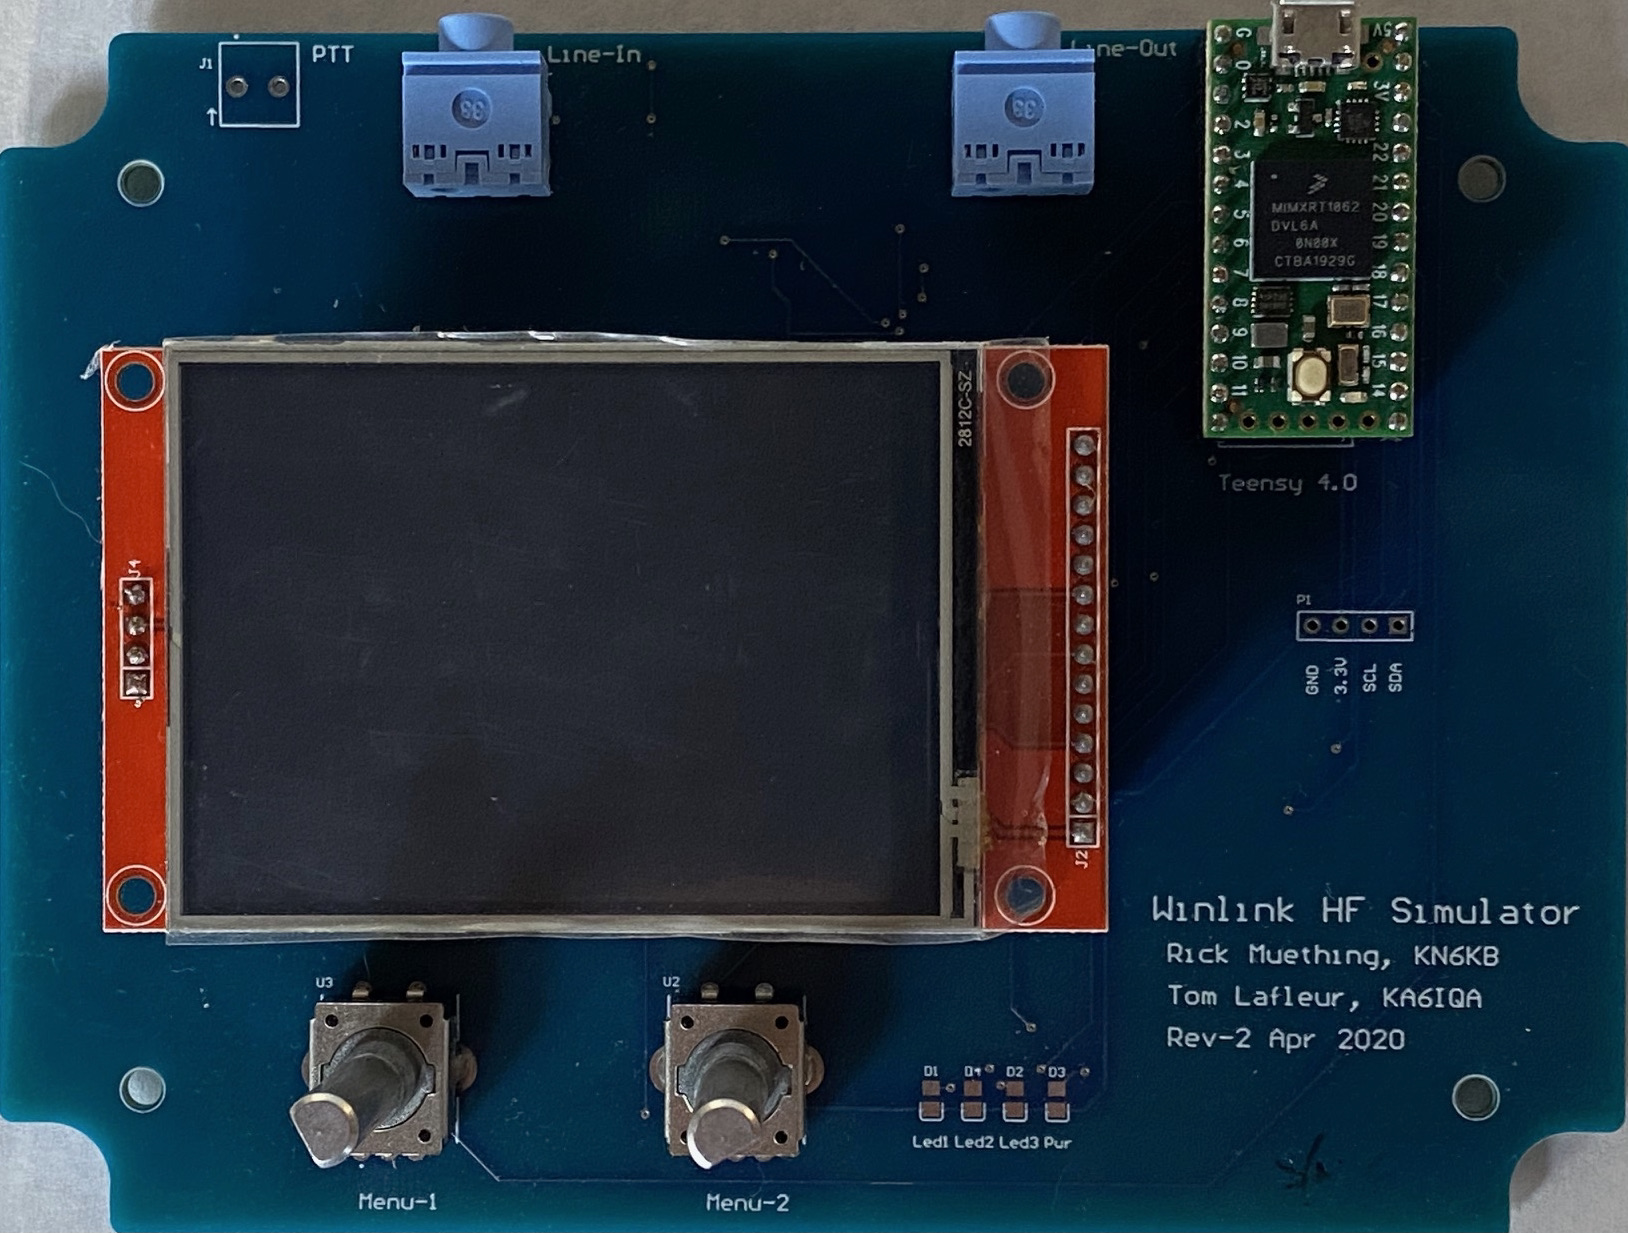 J1
PTT
Line-In
ine-Out
33
33
G
0
2
3
4
5
6
7
8
9
10
11
5V
3V
22
21
20
19
18
17
16
15
14
MIMXRT1062
DVL6A
0N00X
CTBA1929G
Teensy 4.0
2812C-SZ
J4
J2
P1
GND
3.3V
SCL
SDA
Winlink HF Simulator
Rick Muething, KN6KB
Tom Lafleur, KA6IQA
Rev-2 Apr 2020
U3
U2
D1 D4 D2 D3
Led1 Led2 Led3 Pwr
Menu-1
Menu-2